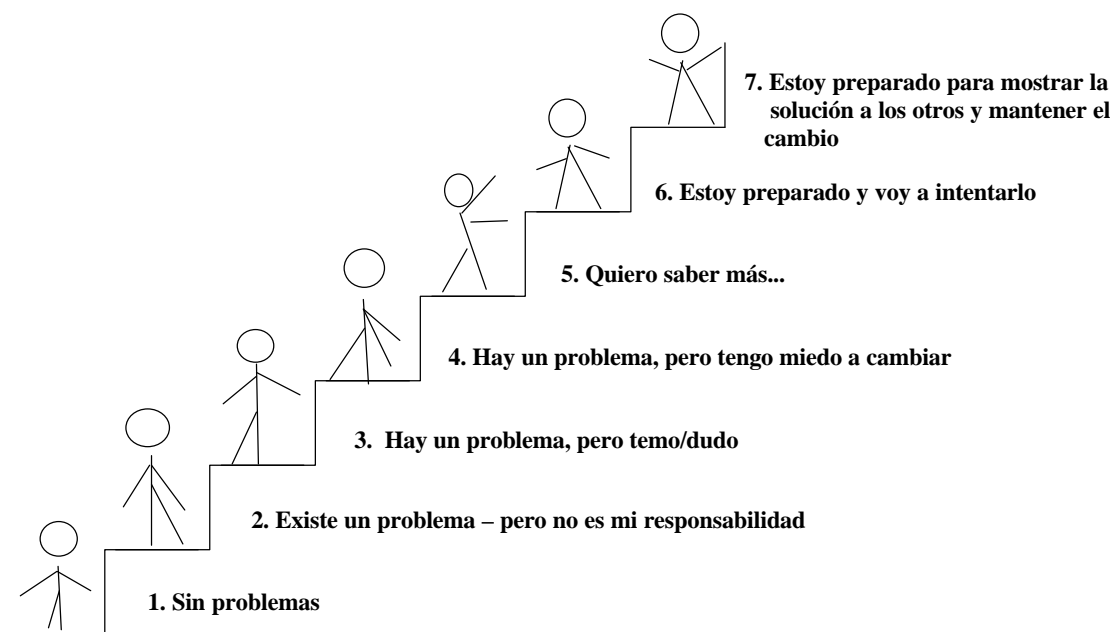 7. Estoy preparado para mostrar la
solución a los otros y mantener el
cambio
6. Estoy preparado y voy a intentarlo
5. Quiero saber más...
4. Hay un problema, pero tengo miedo a cambiar
3. Hay un problema, pero temo/dudo
2. Existe un problema – pero no es mi responsabilidad
1. Sin problemas